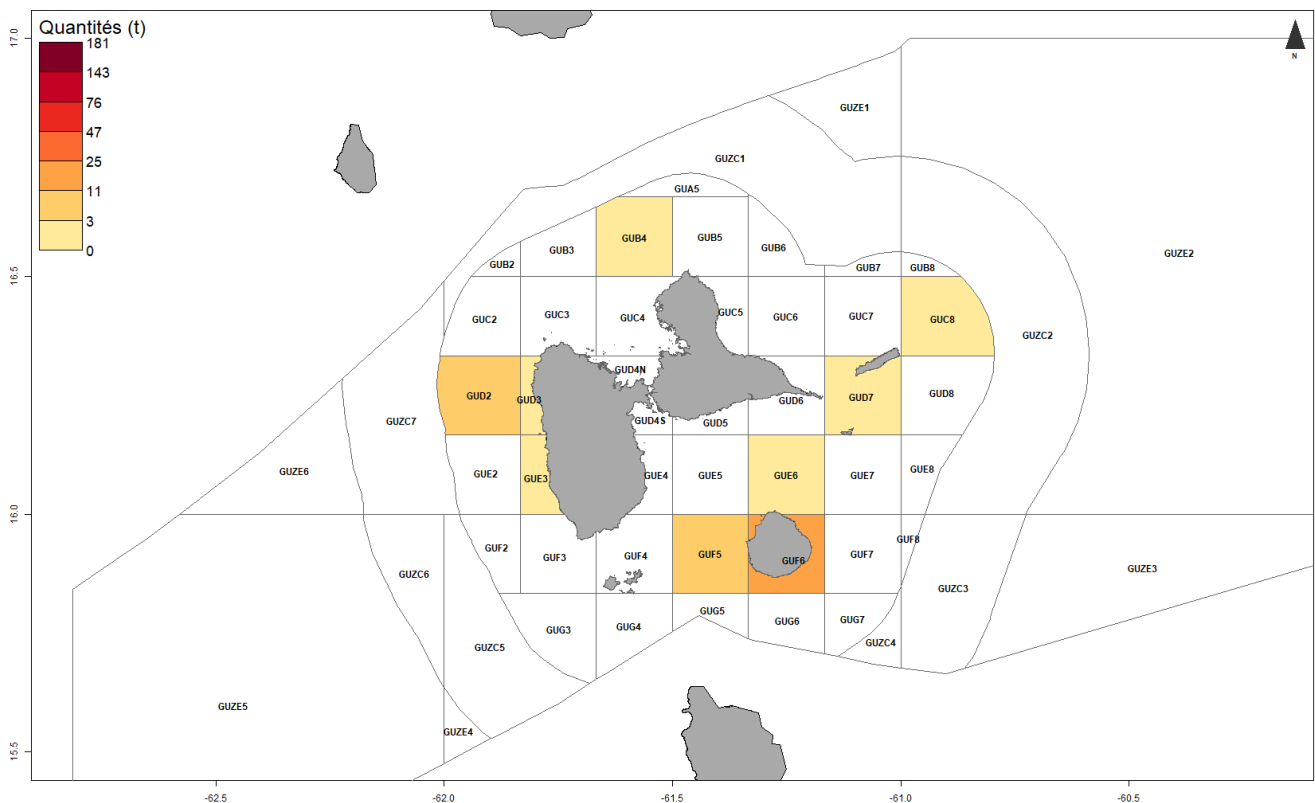 Quantités (t)
181
143
76
47
25
11
3
0
N
17.0
16.5
16.0
15.5
-62.5
-62.0
-61.5
-61.0
-60.5
GUZE1
GUZC1
GUA5
GUB2
GUB3
GUB4
GUB5
GUB6
GUB7
GUB8
GUZE2
GUC2
GUC3
GUC4
GUC5
GUC6
GUC7
GUC8
GUZC2
GUD2
GUD3
GUD4N
GUD4S
GUD5
GUD6
GUD7
GUD8
GUZC7
GUZE6
GUE2
GUE3
GUE4
GUE5
GUE6
GUE7
GUE8
GUF2
GUF3
GUF4
GUF5
GUF6
GUF7
GUF8
GUZE3
GUZC6
GUZC3
GUG3
GUG4
GUG5
GUG6
GUG7
GUZC4
GUZC5
GUZE5
GUZE4